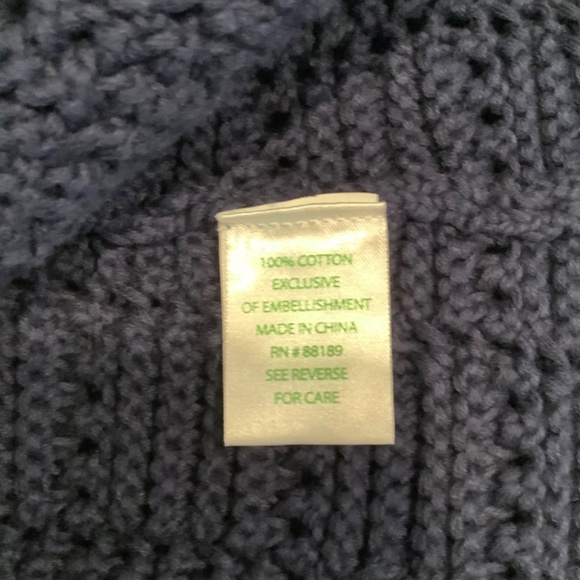 100% COTTON
EXCLUSIVE
OF EMBELLISHMENT
MADE IN CHINA
RN # 88189
SEE REVERSE
FOR CARE